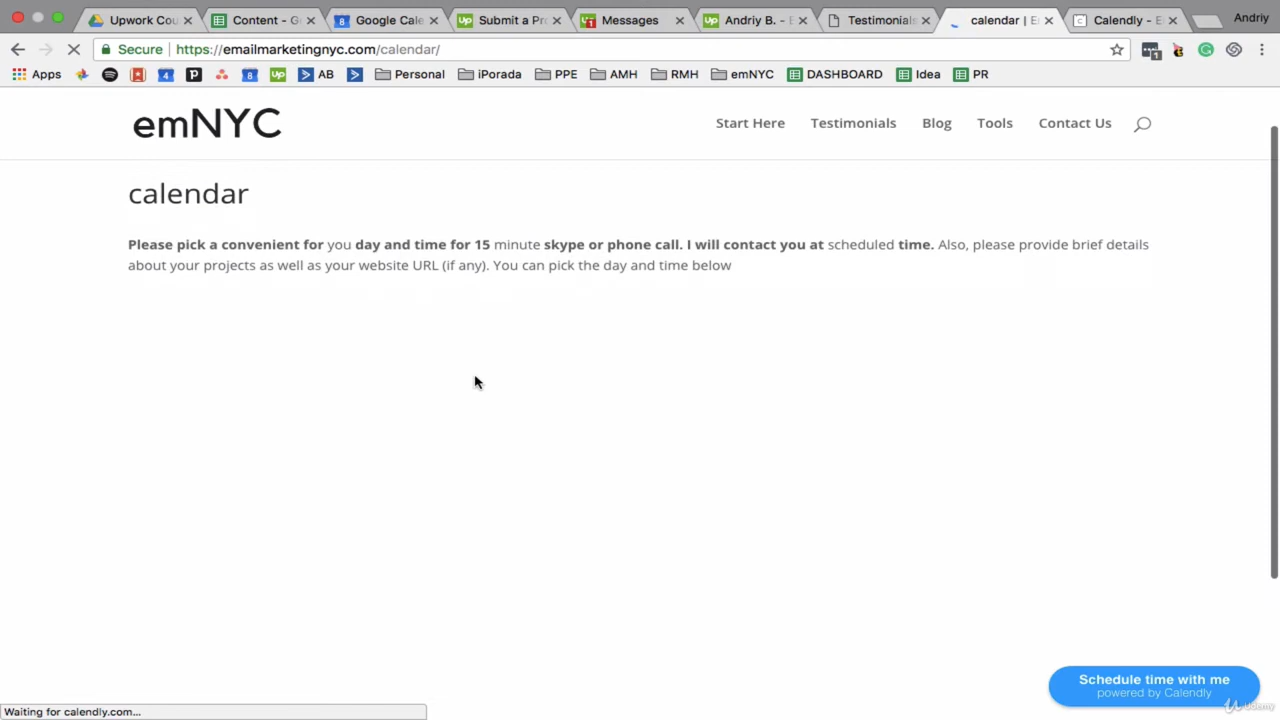 Upwork Cou
Content - G
Google Cale
Submit a Pro
Messages
Andriy B. - E
Testimonials
calendar | E
Calendly - E
Andriy
Secure
https://emailmarketingnyc.com/calendar/
Apps
AB
Personal
iPorada
PPE
AMH
RMH
emNYC
DASHBOARD
Idea
PR
emNYC
Start Here
Testimonials
Blog
Tools
Contact Us
calendar
Please pick a convenient for you day and time for 15 minute skype or phone call. I will contact you at scheduled time. Also, please provide brief details
about your projects as well as your website URL (if any). You can pick the day and time below
Schedule time with me
powered by Calendly
Udemy
Waiting for calendly.com...